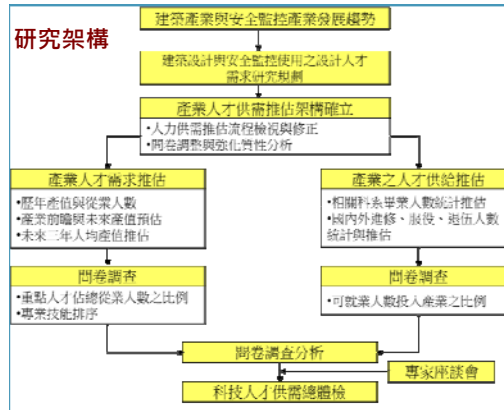 研究架構
建築產業與安全監控產業發展趨勢
建築設計與安全監控使用之設計人才
需求研究規劃
產業人才供需推估架構確立
•人力供需推估流程檢視與修正
•問卷調整與強化質性分析
產業人才需求推估
•歷年產值與從業人數
•產業前瞻與未來產值預估
•未來三年人均產值推估
產業之人才供給推估
•相關科系畢業人數統計推估
•國內外進修、服役、退伍人數
統計與推估
問卷調查
•重點人才佔總從業人數之比例
•專業技能排序
問卷調查
•可就業人數投入產業之比例
問卷調查分析
專家座談會
科技人才供需總體檢